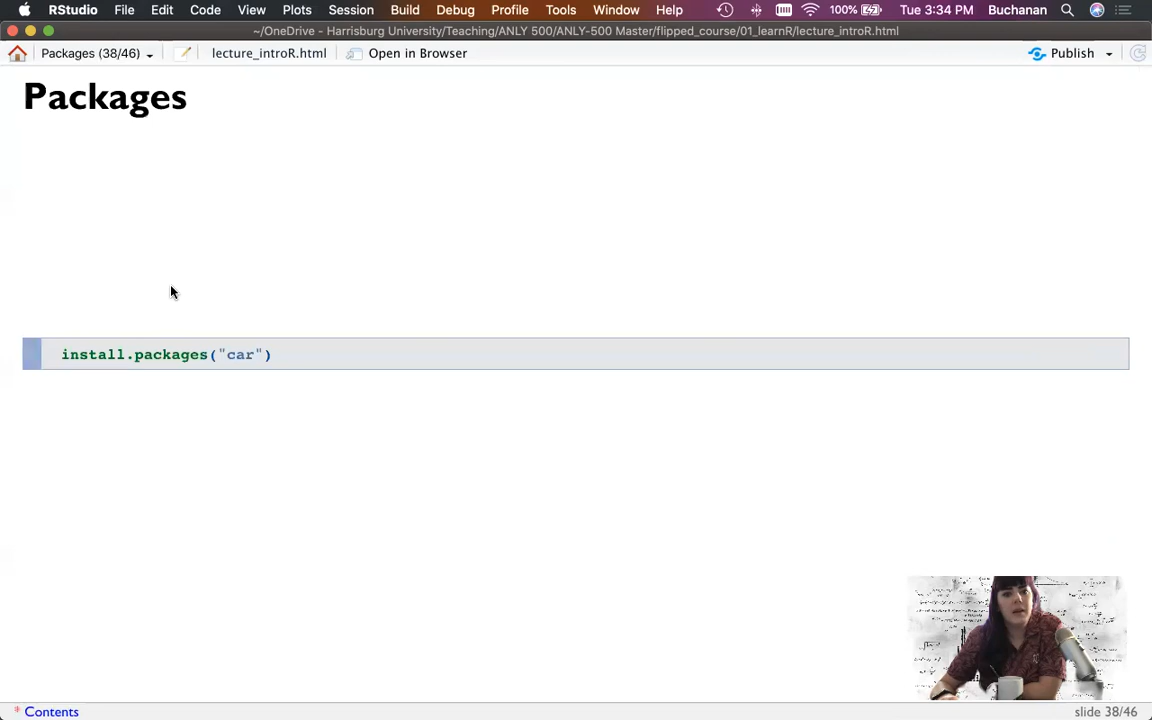 RStudio File Edit Code View Plots Session Build Debug Profile Tools Window Help 100% Tue 3:34 PM Buchanan
~/OneDrive - Harrisburg University/Teaching/ANLY 500/ANLY-500 Master/flipped_course/01_learnR/lecture_introR.html
Packages (38/46) lecture_introR.html Open in Browser Publish
Packages
install.packages("car")
* Contents slide 38/46